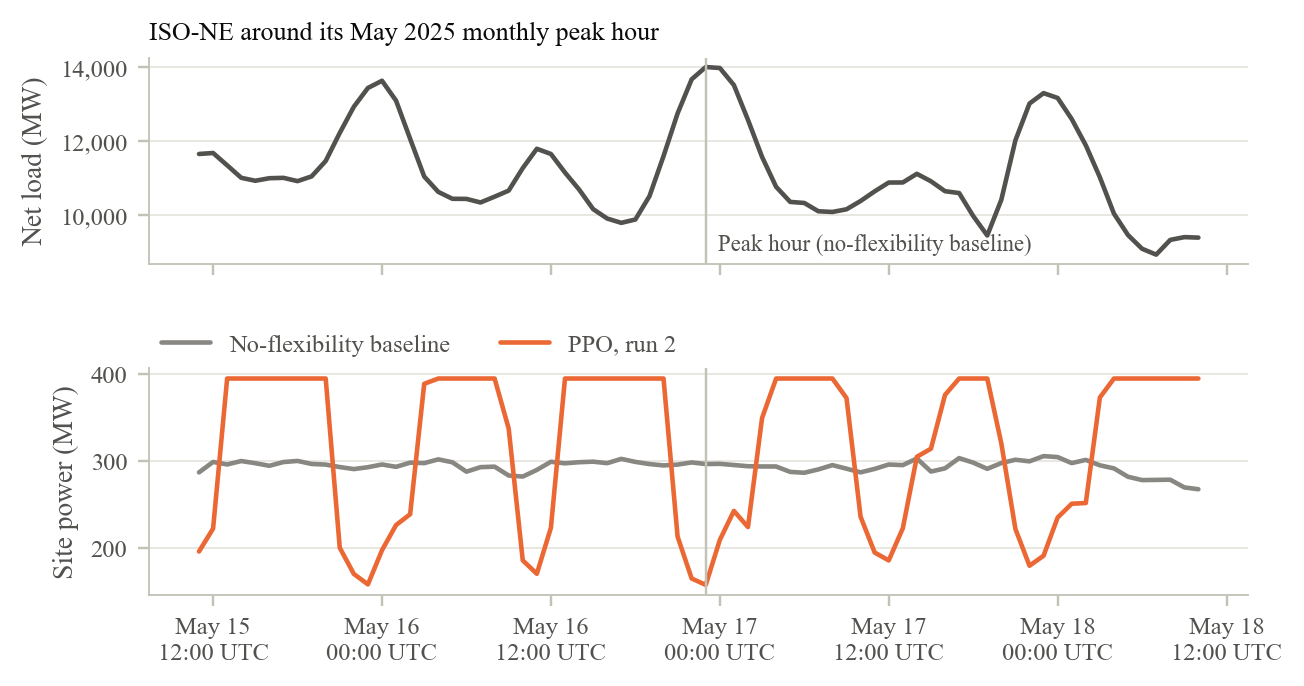 ISO-NE around its May 2025 monthly peak hour
Net load (MW)
14,000
12,000
10,000
Peak hour (no-flexibility baseline)
No-flexibility baseline
PPO, run 2
Site power (MW)
400
300
200
May 15
12:00 UTC
May 16
00:00 UTC
May 16
12:00 UTC
May 17
00:00 UTC
May 17
12:00 UTC
May 18
00:00 UTC
May 18
12:00 UTC